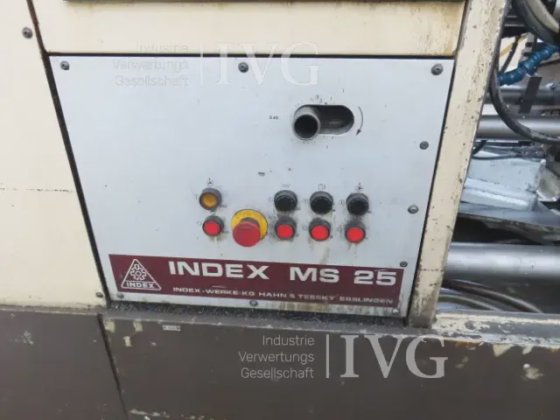 Industrie
Verwertungs
Gesellschaft
IVG
INDEX
INDEX MS 25
INDEX-WERKE KG HAHN & TESSKY ESSLINGEN
Industrie
Verwertungs
Gesellschaft
IVG